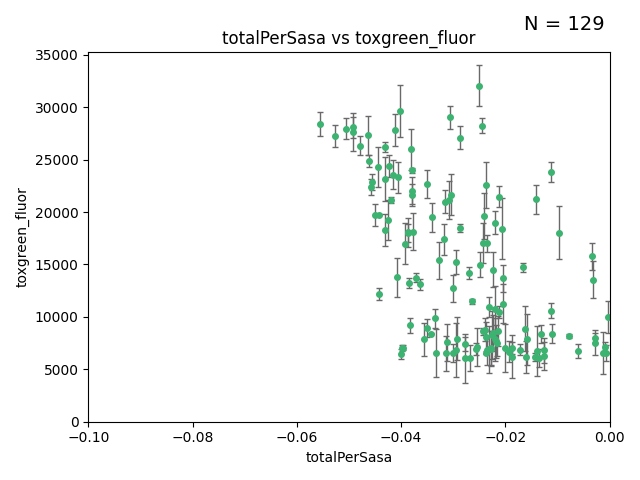 N = 129
totalPerSasa vs toxgreen_fluor
35000
30000
25000
20000
15000
10000
5000
0
toxgreen_fluor
−0.10 −0.08 −0.06 −0.04 −0.02 0.00
totalPerSasa